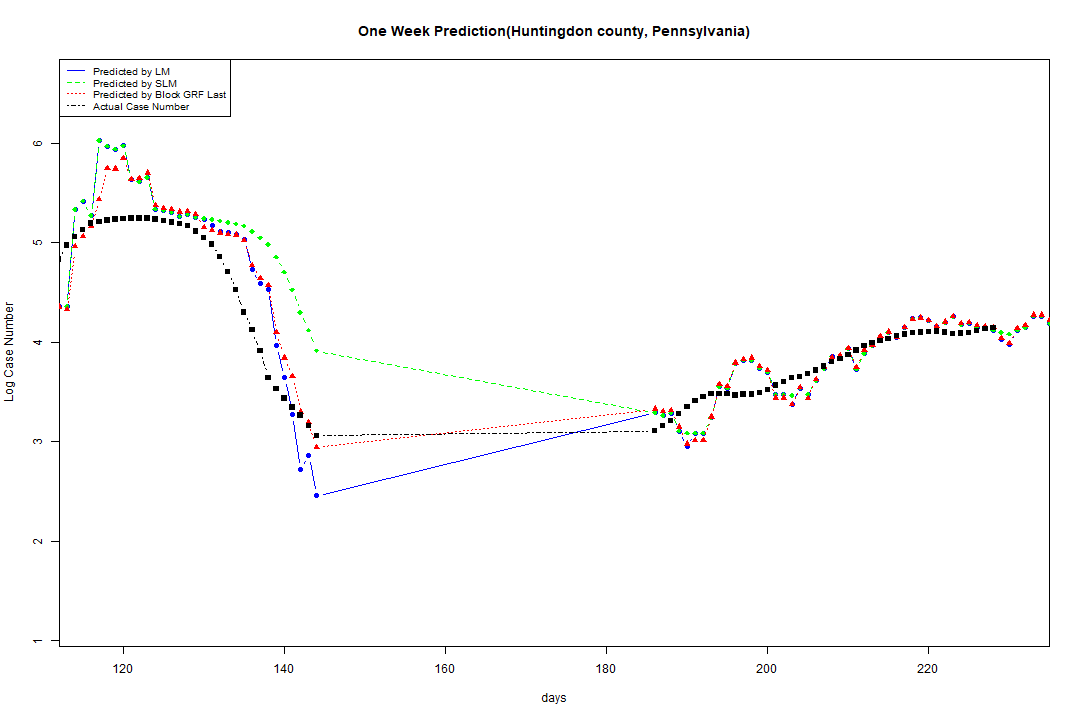 One Week Prediction(Huntingdon county, Pennsylvania)
Predicted by LM
Predicted by SLM
Predicted by Block GRF Last
Actual Case Number
Log Case Number
6
5
4
3
2
1
120 140 160 180 200 220
days